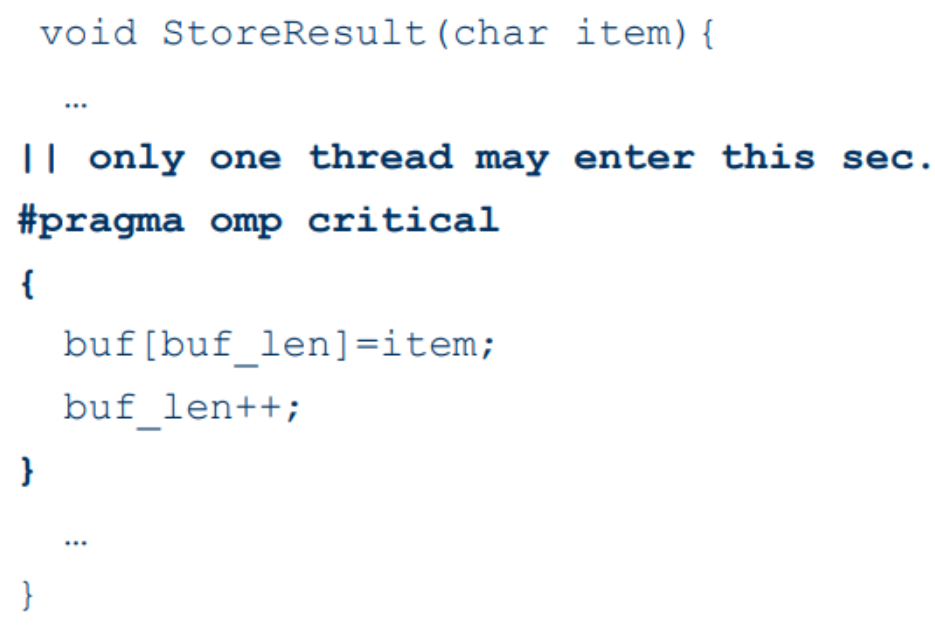 void StoreResult(char item){
…
|| only one thread may enter this sec.
#pragma omp critical
{
buf[buf_len]=item;
buf_len++;
}
…
}